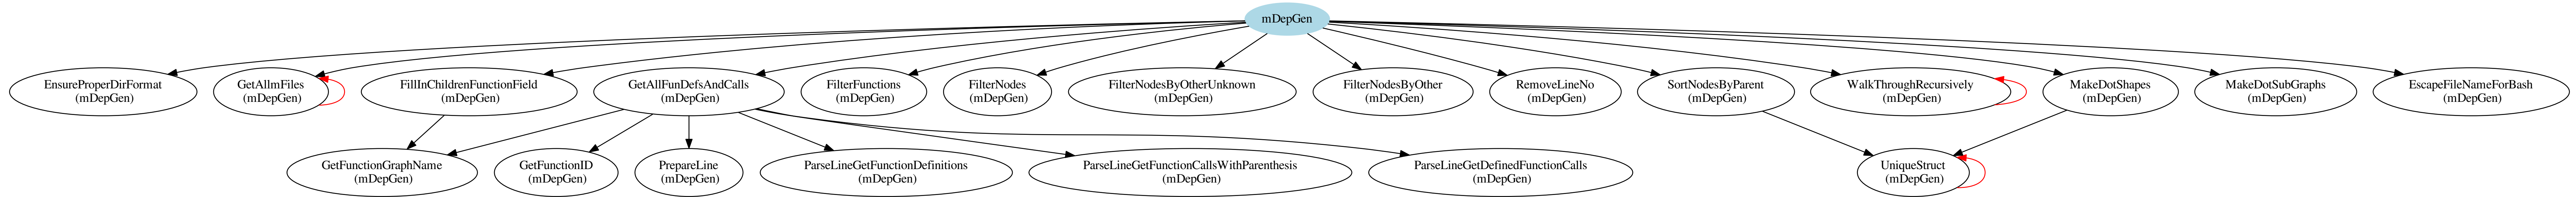 mDepGen
EnsureProperDirFormat
(mDepGen)
GetAllmFiles
(mDepGen)
FillInChildrenFunctionField
(mDepGen)
GetAllFunDefsAndCalls
(mDepGen)
FilterFunctions
(mDepGen)
FilterNodes
(mDepGen)
FilterNodesByOtherUnknown
(mDepGen)
FilterNodesByOther
(mDepGen)
RemoveLineNo
(mDepGen)
SortNodesByParent
(mDepGen)
WalkThroughRecursively
(mDepGen)
MakeDotShapes
(mDepGen)
MakeDotSubGraphs
(mDepGen)
EscapeFileNameForBash
(mDepGen)
GetFunctionGraphName
(mDepGen)
GetFunctionID
(mDepGen)
PrepareLine
(mDepGen)
ParseLineGetFunctionDefinitions
(mDepGen)
ParseLineGetFunctionCallsWithParenthesis
(mDepGen)
ParseLineGetDefinedFunctionCalls
(mDepGen)
UniqueStruct
(mDepGen)